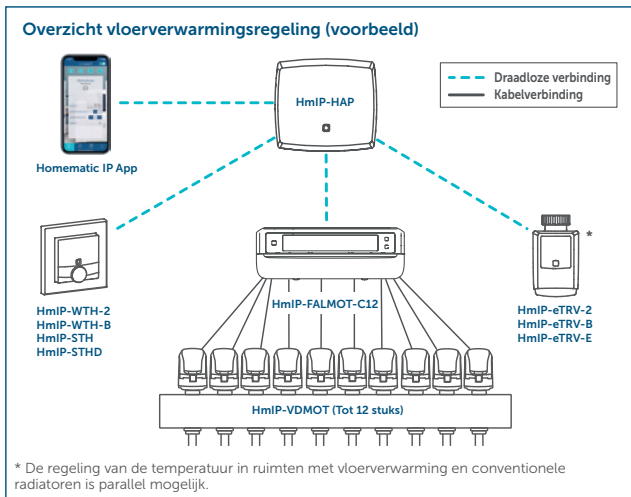 Overzicht vloerverwarmingsregeling (voorbeeld)
HmIP-HAP
Draadloze verbinding
Kabelverbinding
Homematic IP App
*
HmIP-WTH-2
HmIP-WTH-B
HmIP-STH
HmIP-STHD
HmIP-FALMOT-C12
HmIP-eTRV-2
HmIP-eTRV-B
HmIP-eTRV-E
HmIP-VDMOT (Tot 12 stuks)
* De regeling van de temperatuur in ruimten met vloerverwarming en conventionele
radiatoren is parallel mogelijk.